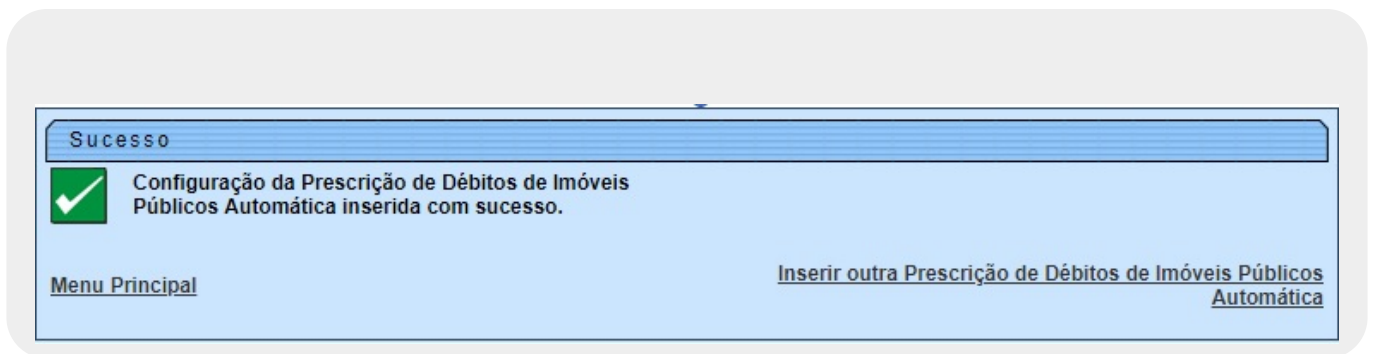 Sucesso
Configuração da Prescrição de Débitos de Imóveis
Públicos Automática inserida com sucesso.
Menu Principal
Inserir outra Prescrição de Débitos de Imóveis Públicos
Automática